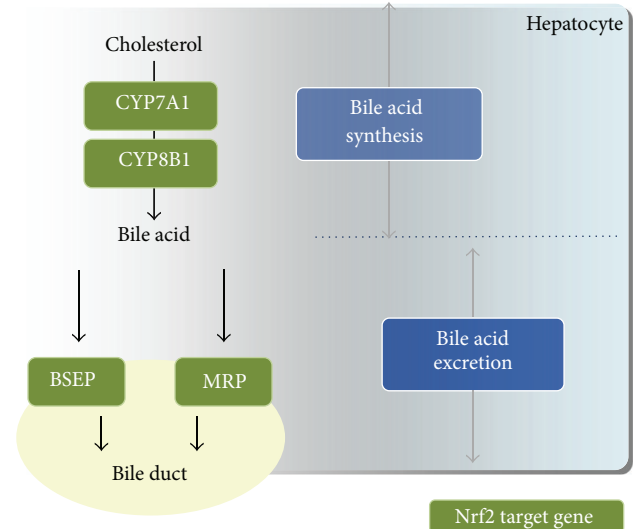 Hepatocyte
Cholesterol
CYP7A1
CYP8B1
Bile acid
Bile acid
synthesis
Bile acid
excretion
BSEP
MRP
Bile duct
Nrf2 target gene